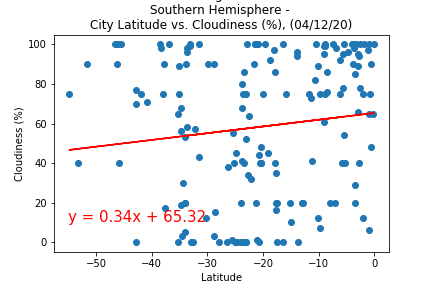 Southern Hemisphere -
City Latitude vs. Cloudiness (%), (04/12/20)
100
80
60
40
20
0
Cloudiness (%)
y = 0.34x + 65.32
−50
−40
−30
−20
−10
0
Latitude